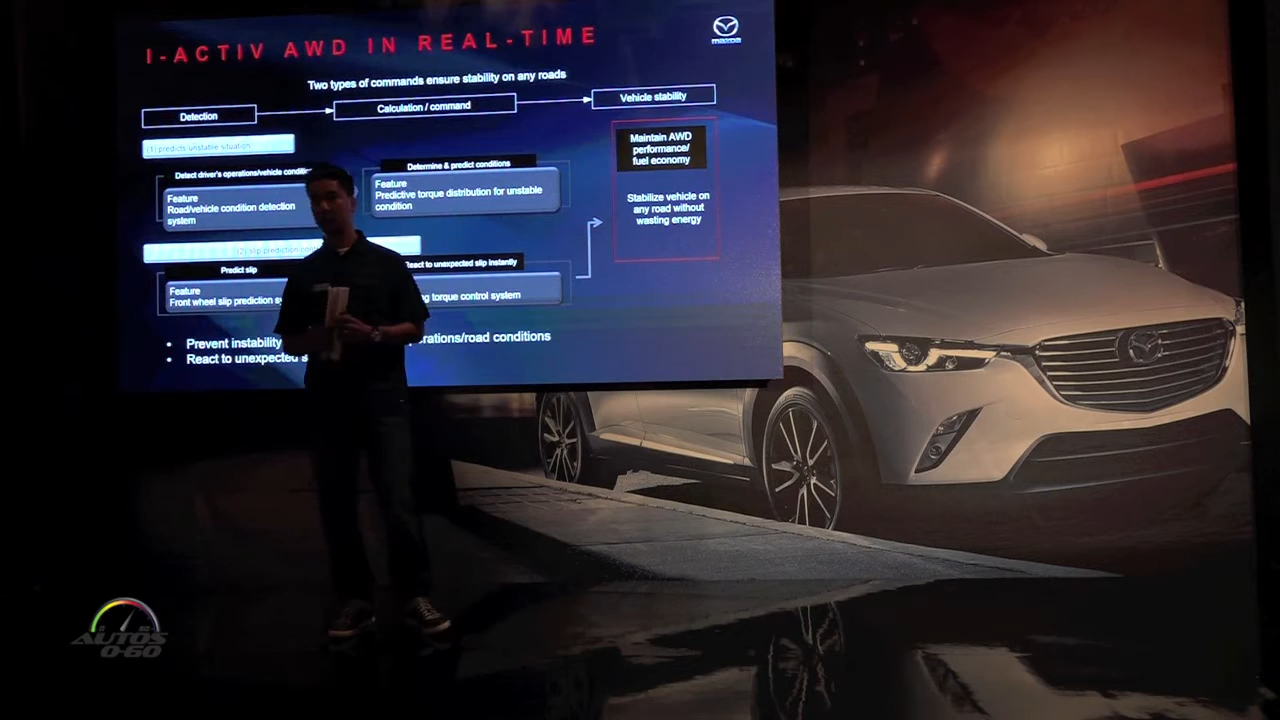 I-ACTIV AWD IN REAL-TIME
mazda
Two types of commands ensure stability on any roads
Detection
Calculation / command
Vehicle stability
(1) predicts unstable situation
Detect driver's operations/vehicle
Feature
Road/vehicle condition detection
system
Determine & predict conditions
Feature
Predictive torque distribution for unstable
condition
Maintain AWD
performance/
fuel economy
Stabilize vehicle on
any road without
wasting energy
(2) slip prediction
Predict slip
Feature
Front wheel slip prediction
React to unexpected slip instantly
torque control system
• Prevent instability
/road conditions
• React to unexpected
AUTOS
0-60